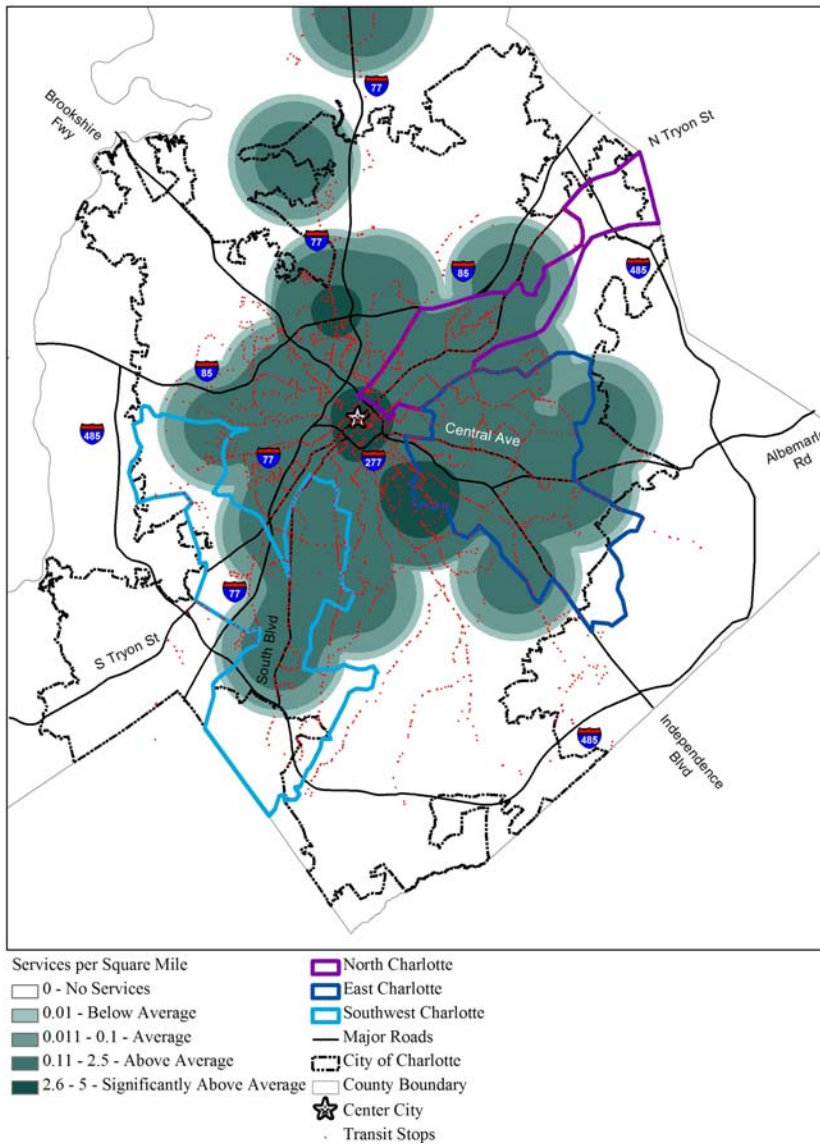 77
Brookshire
Fwy
N Tryon St
77
85
485
85
485
Central Ave
77
277
Albemarle
Rd
77
S Tryon St
South Blvd
485
Independence
Blvd
Services per Square Mile
0 - No Services
0.01 - Below Average
0.011 - 0.1 - Average
0.11 - 2.5 - Above Average
2.6 - 5 - Significantly Above Average
North Charlotte
East Charlotte
Southwest Charlotte
Major Roads
City of Charlotte
County Boundary
Center City
Transit Stops